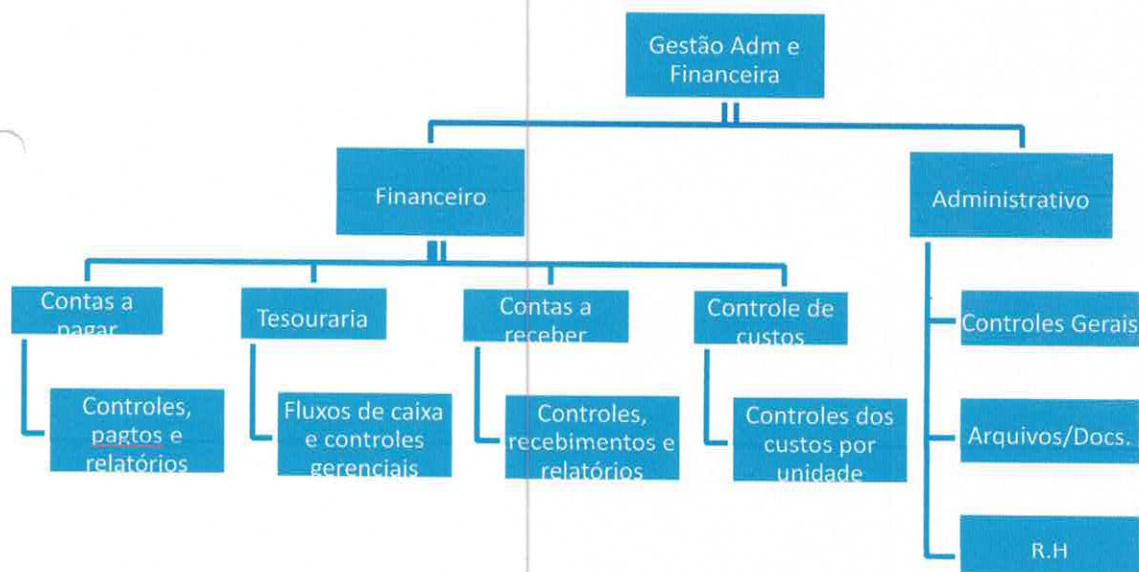 Gestão Adm e
Financeira
Financeiro
Administrativo
Contas a
pagar
Tesouraria
Contas a
receber
Controle de
custos
Controles,
pagtos e
relatórios
Fluxos de caixa
e controles
gerenciais
Controles,
recebimentos e
relatórios
Controles dos
custos por
unidade
Controles Gerais
Arquivos/Docs.
R.H